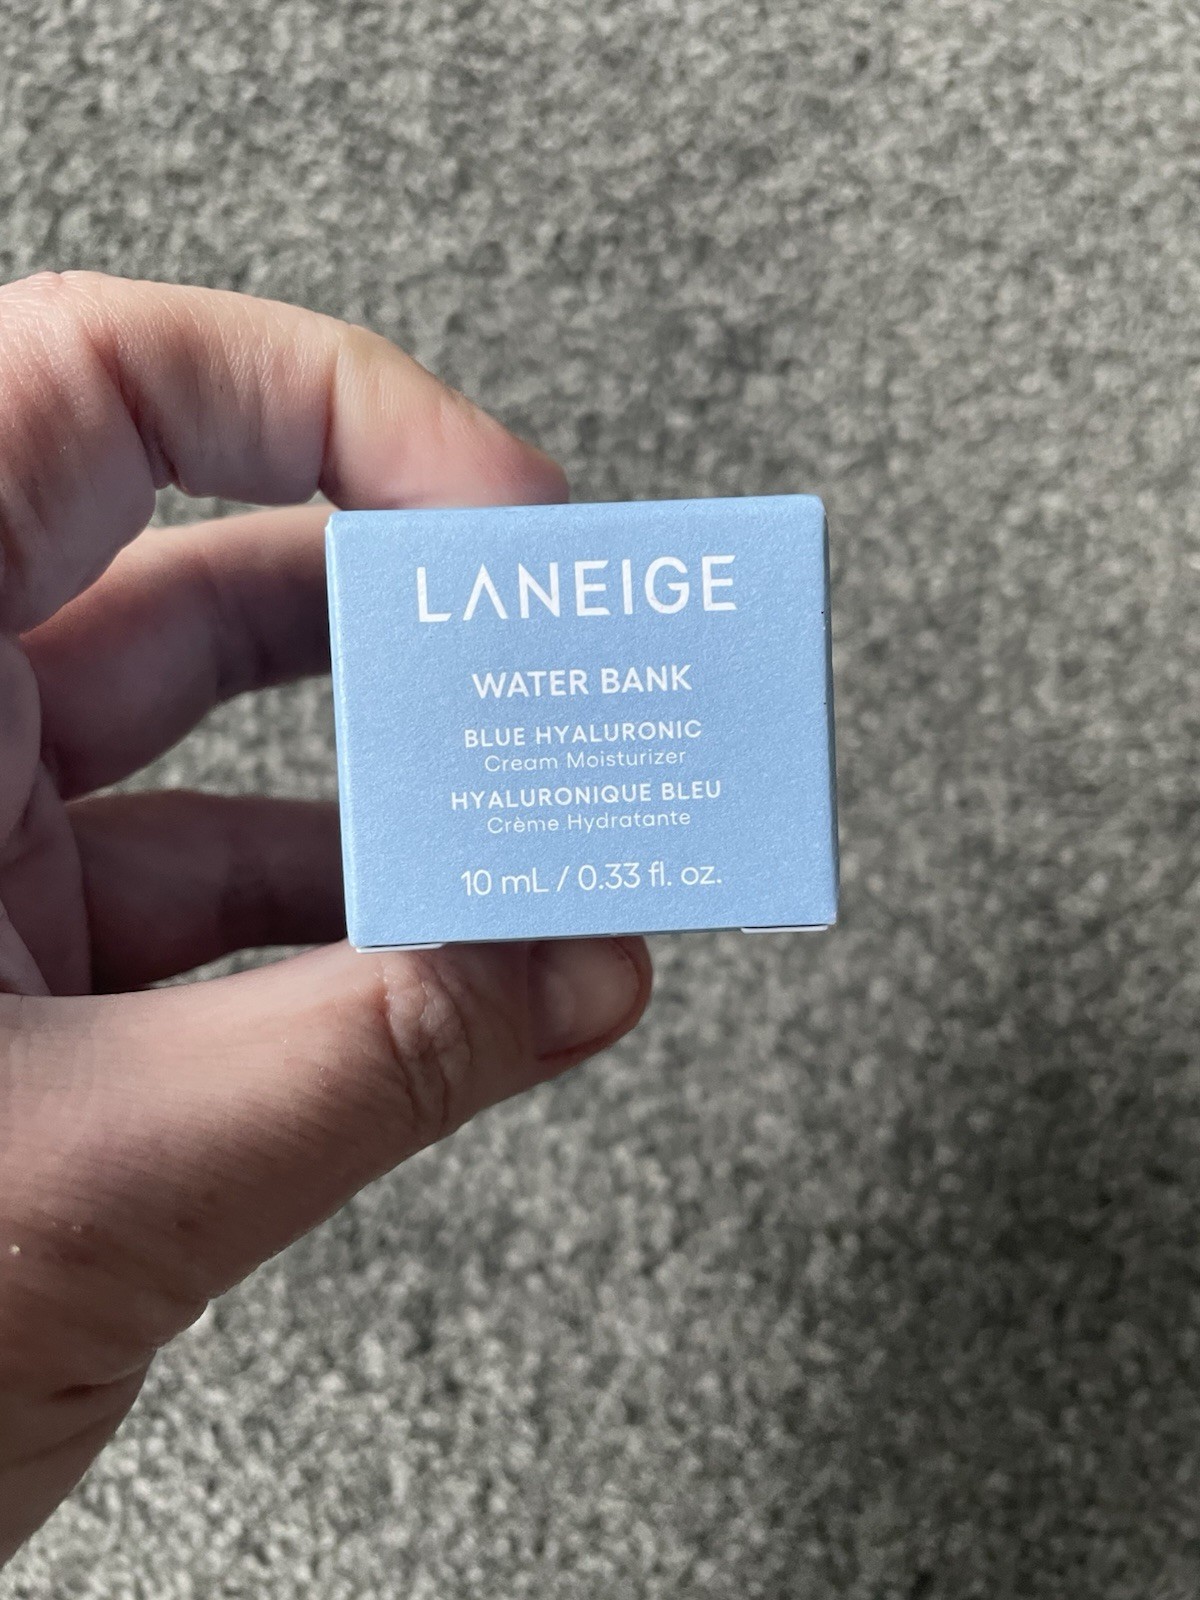 LANEIGE
WATER BANK
BLUE HYALURONIC
Cream Moisturizer
HYALURONIQUE BLEU
Crème Hydratante
10 mL / 0.33 fl. oz.